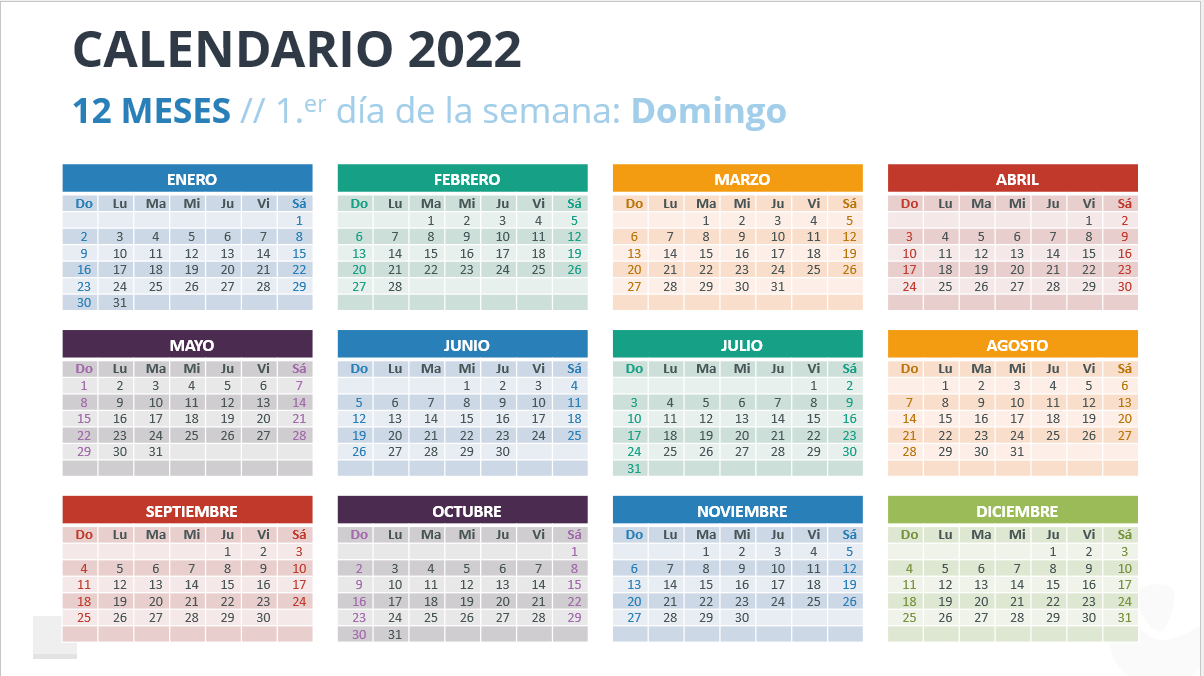 CALENDARIO 2022
12 MESES // 1.er día de la semana: Domingo
ENERO
Do Lu Ma Mi Ju Vi Sá
1
2 3 4 5 6 7 8
9 10 11 12 13 14 15
16 17 18 19 20 21 22
23 24 25 26 27 28 29
30 31
FEBRERO
Do Lu Ma Mi Ju Vi Sá
1 2 3 4 5
6 7 8 9 10 11 12
13 14 15 16 17 18 19
20 21 22 23 24 25 26
27 28
MARZO
Do Lu Ma Mi Ju Vi Sá
1 2 3 4 5
6 7 8 9 10 11 12
13 14 15 16 17 18 19
20 21 22 23 24 25 26
27 28 29 30 31
ABRIL
Do Lu Ma Mi Ju Vi Sá
1 2
3 4 5 6 7 8 9
10 11 12 13 14 15 16
17 18 19 20 21 22 23
24 25 26 27 28 29 30
MAYO
Do Lu Ma Mi Ju Vi Sá
1 2 3 4 5 6 7
8 9 10 11 12 13 14
15 16 17 18 19 20 21
22 23 24 25 26 27 28
29 30 31
JUNIO
Do Lu Ma Mi Ju Vi Sá
1 2 3 4
5 6 7 8 9 10 11
12 13 14 15 16 17 18
19 20 21 22 23 24 25
26 27 28 29 30
JULIO
Do Lu Ma Mi Ju Vi Sá
1 2
3 4 5 6 7 8 9
10 11 12 13 14 15 16
17 18 19 20 21 22 23
24 25 26 27 28 29 30
31
AGOSTO
Do Lu Ma Mi Ju Vi Sá
1 2 3 4 5 6
7 8 9 10 11 12 13
14 15 16 17 18 19 20
21 22 23 24 25 26 27
28 29 30 31
SEPTIEMBRE
Do Lu Ma Mi Ju Vi Sá
1 2 3
4 5 6 7 8 9 10
11 12 13 14 15 16 17
18 19 20 21 22 23 24
25 26 27 28 29 30
OCTUBRE
Do Lu Ma Mi Ju Vi Sá
1
2 3 4 5 6 7 8
9 10 11 12 13 14 15
16 17 18 19 20 21 22
23 24 25 26 27 28 29
30 31
NOVIEMBRE
Do Lu Ma Mi Ju Vi Sá
1 2 3 4 5
6 7 8 9 10 11 12
13 14 15 16 17 18 19
20 21 22 23 24 25 26
27 28 29 30
DICIEMBRE
Do Lu Ma Mi Ju Vi Sá
1 2 3
4 5 6 7 8 9 10
11 12 13 14 15 16 17
18 19 20 21 22 23 24
25 26 27 28 29 30 31